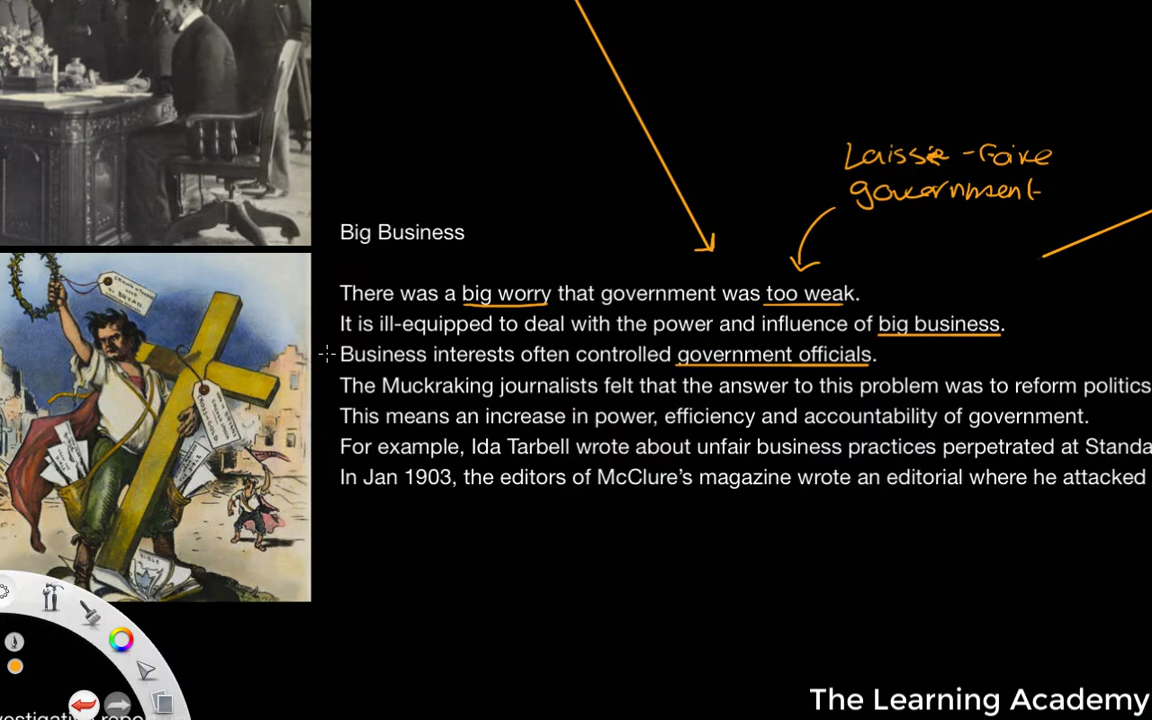 Laissie-Faire
government
Big Business
There was a big worry that government was too weak.
It is ill-equipped to deal with the power and influence of big business.
Business interests often controlled government officials.
The Muckraking journalists felt that the answer to this problem was to reform politics
This means an increase in power, efficiency and accountability of government.
For example, Ida Tarbell wrote about unfair business practices perpetrated at Standa
In Jan 1903, the editors of McClure’s magazine wrote an editorial where he attacked
The Learning Academy